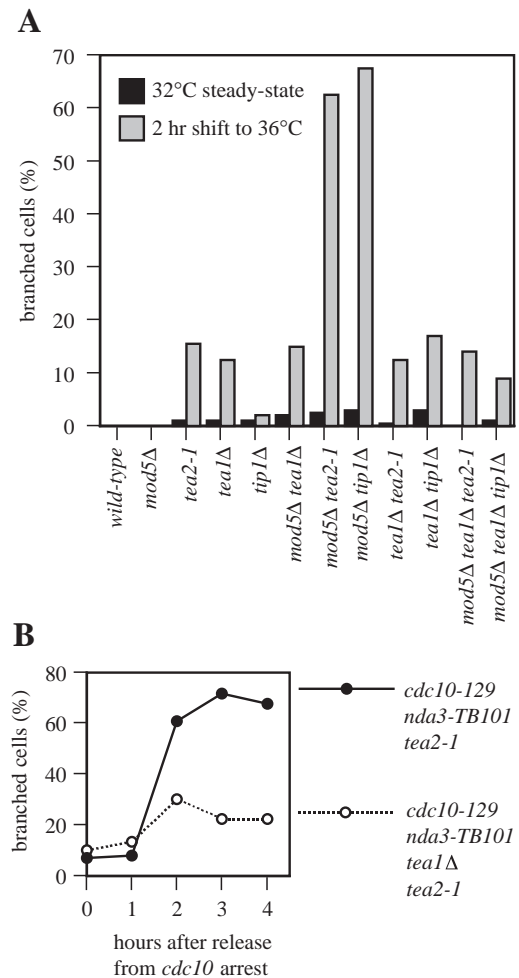 A
branched cells (%)
70
60
50
40
30
20
10
0
32°C steady-state
2 hr shift to 36°C
wild-type
mod5Δ
tea2-1
tea1Δ
tip1Δ
mod5Δ tea1Δ
mod5Δ tea2-1
mod5Δ tip1Δ
tea1Δ tea2-1
tea1Δ tip1Δ
mod5Δ tea1Δ tea2-1
mod5Δ tea1Δ tip1Δ
B
branched cells (%)
80
60
40
20
0
0 1 2 3 4
hours after release
from cdc10 arrest
cdc10-129
nda3-TB101
tea2-1
cdc10-129
nda3-TB101
tea1Δ
tea2-1